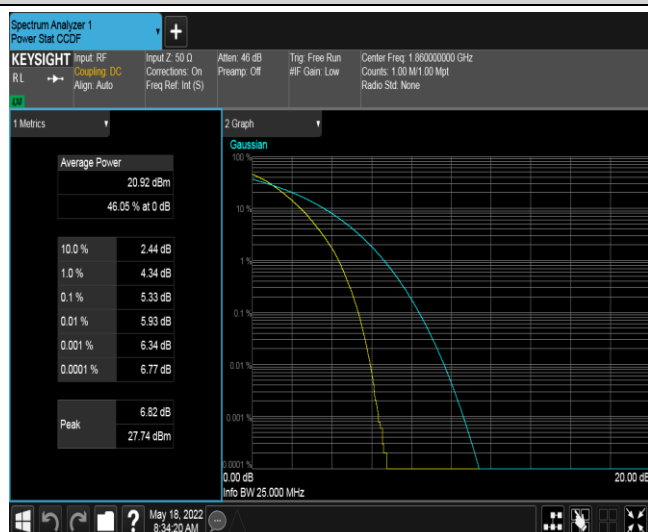 Spectrum Analyzer 1
Power Stat CCDF
KEYSIGHT
RL
LXI
Input: RF
Coupling: DC
Align: Auto
Input Z: 50 Ω
Corrections: On
Freq Ref: Int (S)
Atten: 46 dB
Preamp: Off
Trig: Free Run
#IF Gain: Low
Center Freq: 1.860000000 GHz
Counts: 1.00 M/1.00 Mpt
Radio Std: None
1 Metrics
Average Power
20.92 dBm
46.05 % at 0 dB
10.0 % 2.44 dB
1.0 % 4.34 dB
0.1 % 5.33 dB
0.01 % 5.93 dB
0.001 % 6.34 dB
0.0001 % 6.77 dB
Peak
6.82 dB
27.74 dBm
2 Graph
Gaussian
100 %
10 %
1 %
0.1 %
0.01 %
0.001 %
0.0001 %
0.00 dB
20.00 dB
Info BW 25.000 MHz
?
May 18, 2022
8:34:20 AM